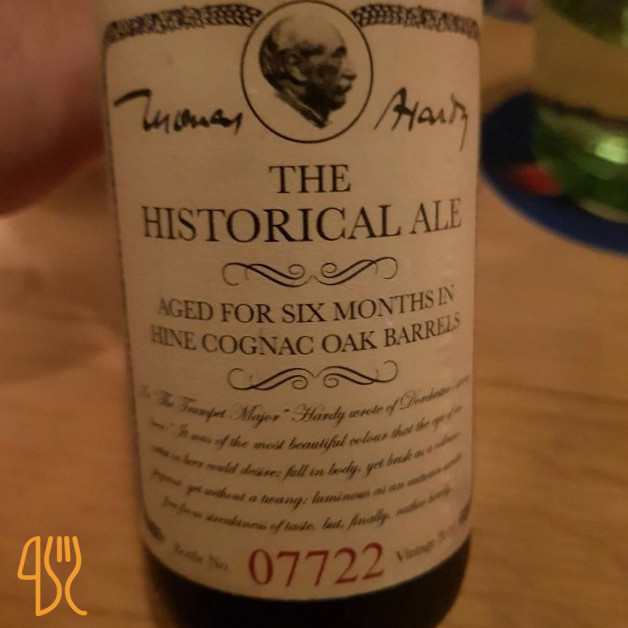 Thomas Hardy
THE
HISTORICAL ALE
AGED FOR SIX MONTHS IN
HINE COGNAC OAK BARRELS
In "The Trumpet Major" Hardy wrote of Dorchester's strong
beer " It was of the most beautiful colour that the eye of an
artist in beer could desire; full in body, yet brisk as a volcano;
piquant, yet without a twang; luminous as an autumn sunset;
free from streakiness of taste, but, finally, rather heady."
Bottle No. 07722 Vintage